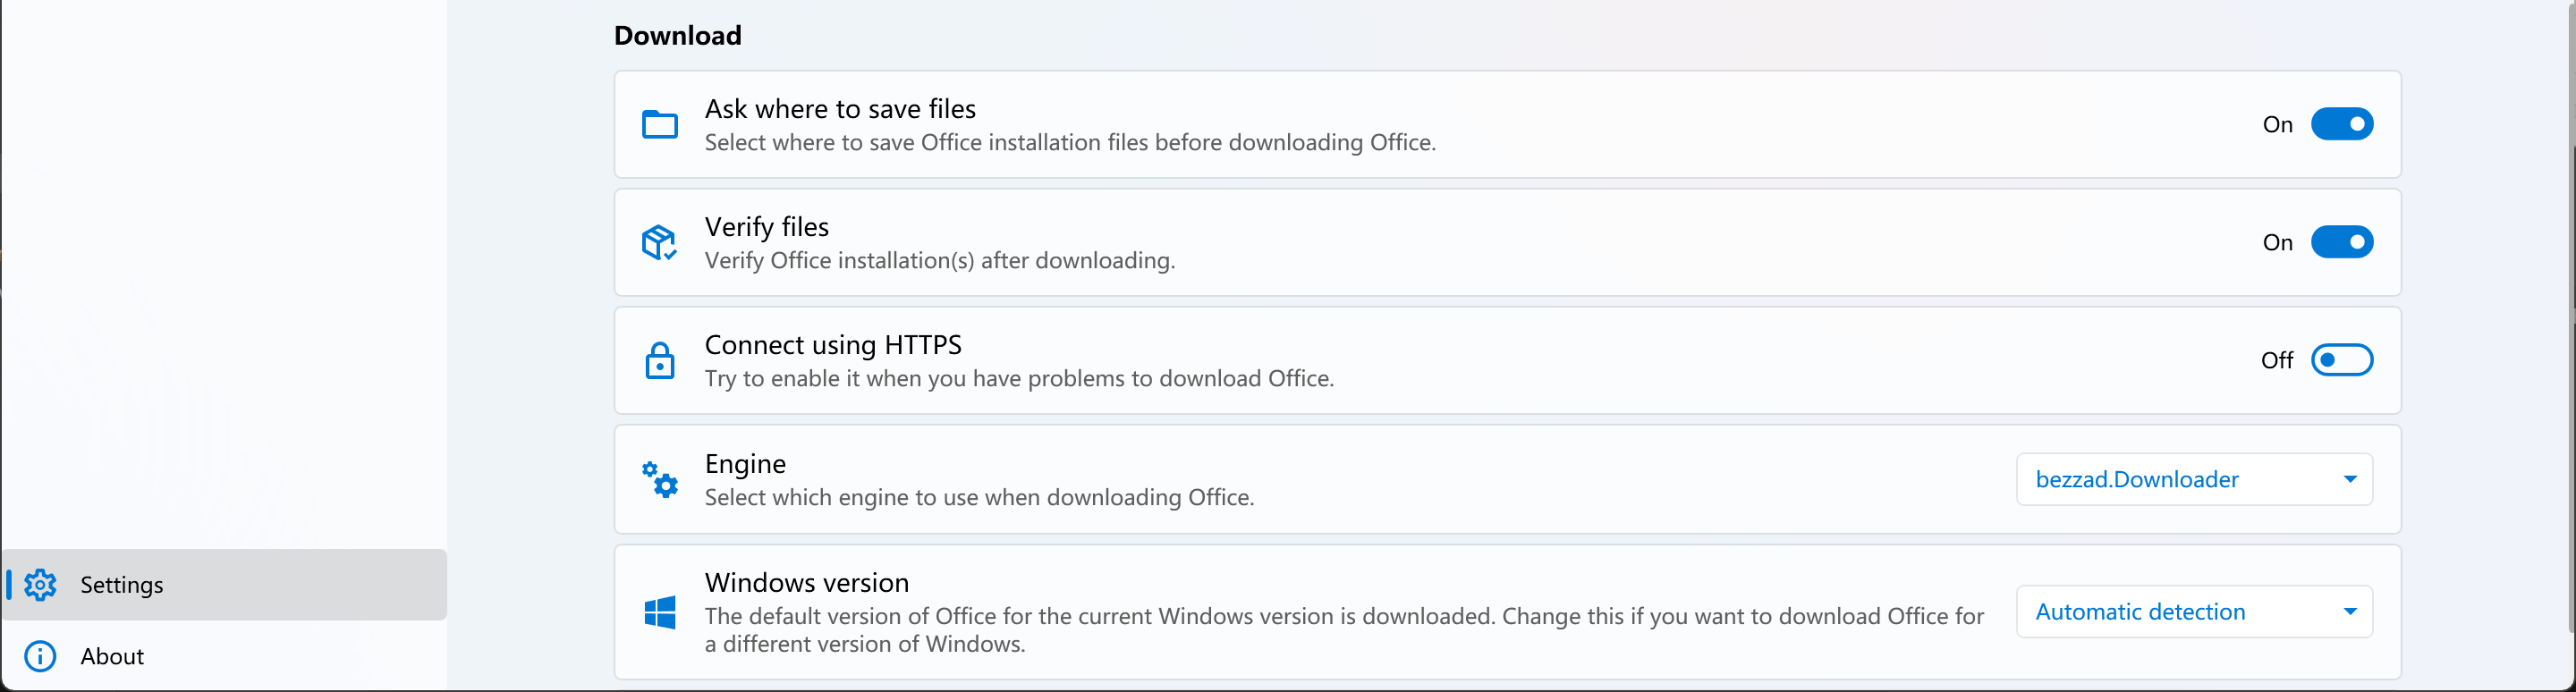 Download
Ask where to save files
Select where to save Office installation files before downloading Office.
On
Verify files
Verify Office installation(s) after downloading.
On
Connect using HTTPS
Try to enable it when you have problems to download Office.
Off
Engine
Select which engine to use when downloading Office.
bezzad.Downloader
Windows version
The default version of Office for the current Windows version is downloaded. Change this if you want to download Office for
a different version of Windows.
Automatic detection
Settings
About